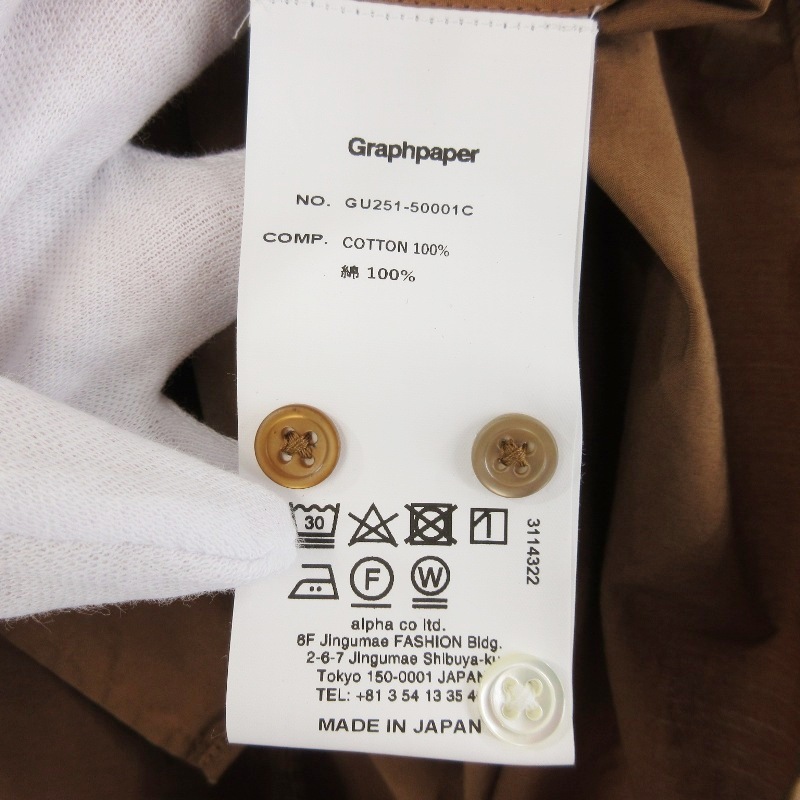 Graphpaper
NO. GU251-50001C
COMP. COTTON 100%
綿 100%
30
3114322
F W
alpha co ltd.
6F Jingumae FASHION Bldg.
2-6-7 Jingumae Shibuya-ku
Tokyo 150-0001 JAPAN
TEL: +81 3 54 13 35 4
MADE IN JAPAN